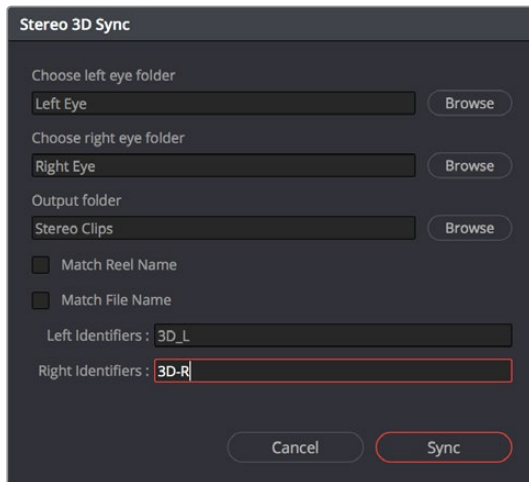 Stereo 3D Sync
Choose left eye folder
Left Eye Browse
Choose right eye folder
Right Eye Browse
Output folder
Stereo Clips Browse
Match Reel Name
Match File Name
Left Identifiers : 3D_L
Right Identifiers : 3D-R
Cancel Sync